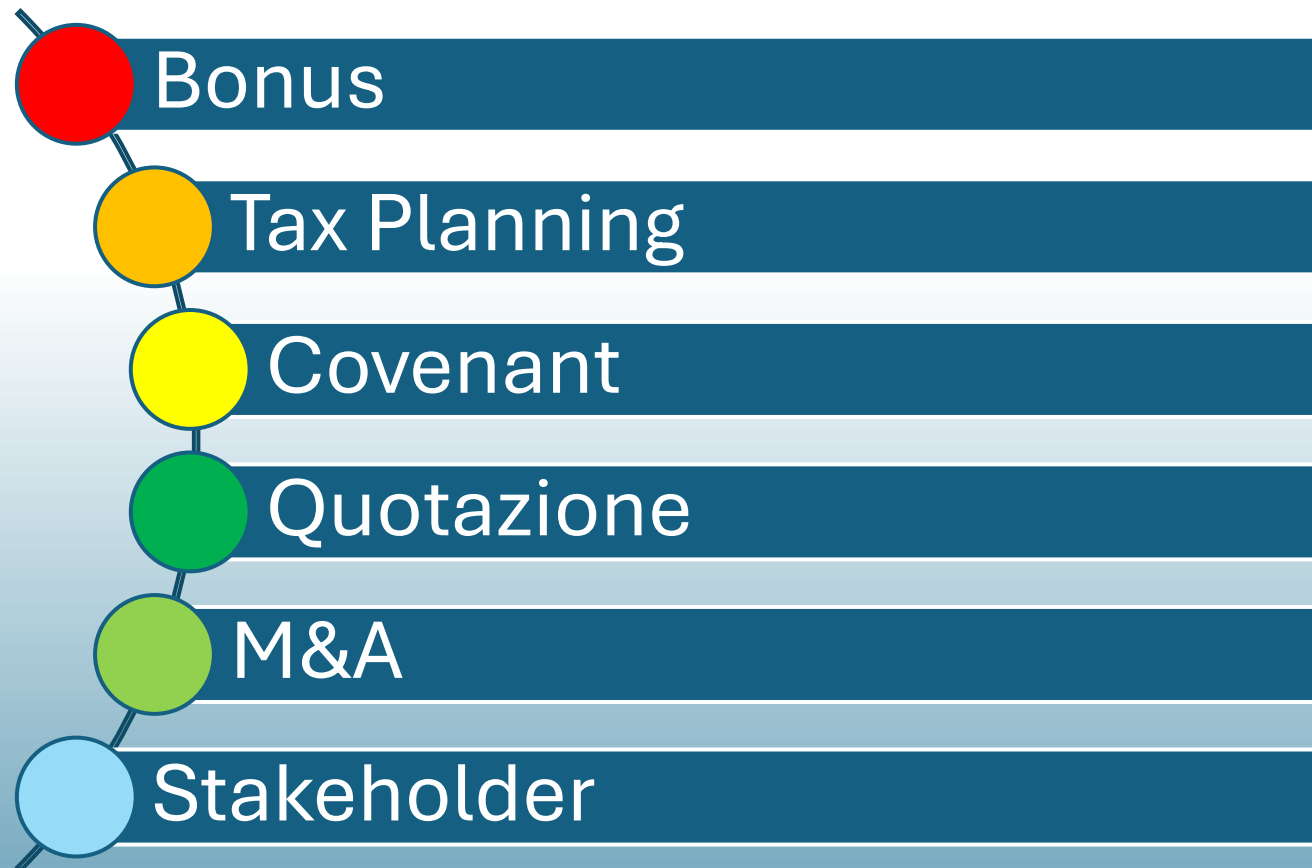 Bonus
Tax Planning
Covenant
Quotazione
M&A
Stakeholder